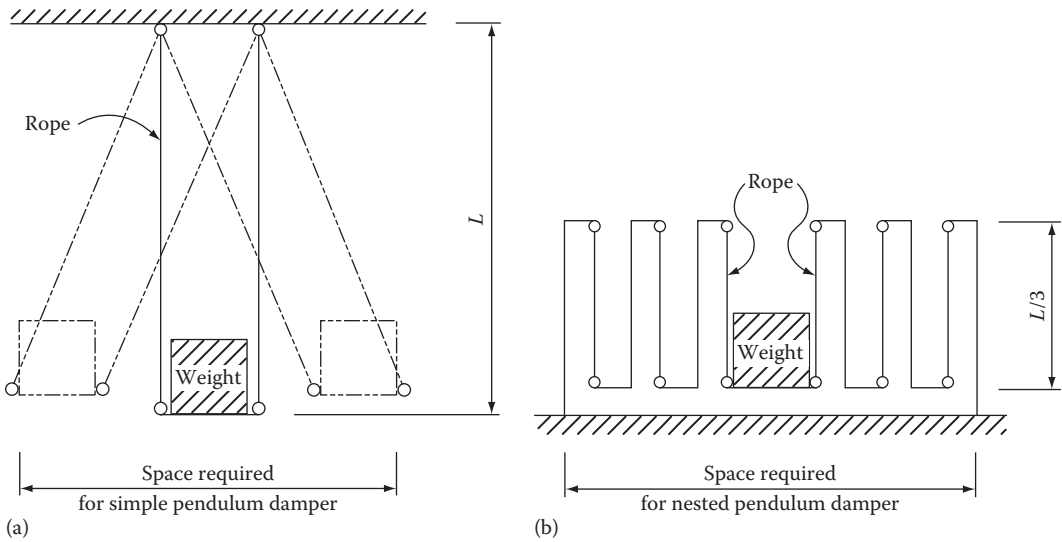 Rope
L
Weight
Space required
for simple pendulum damper
(a)
Rope
L/3
Weight
Space required
for nested pendulum damper
(b)